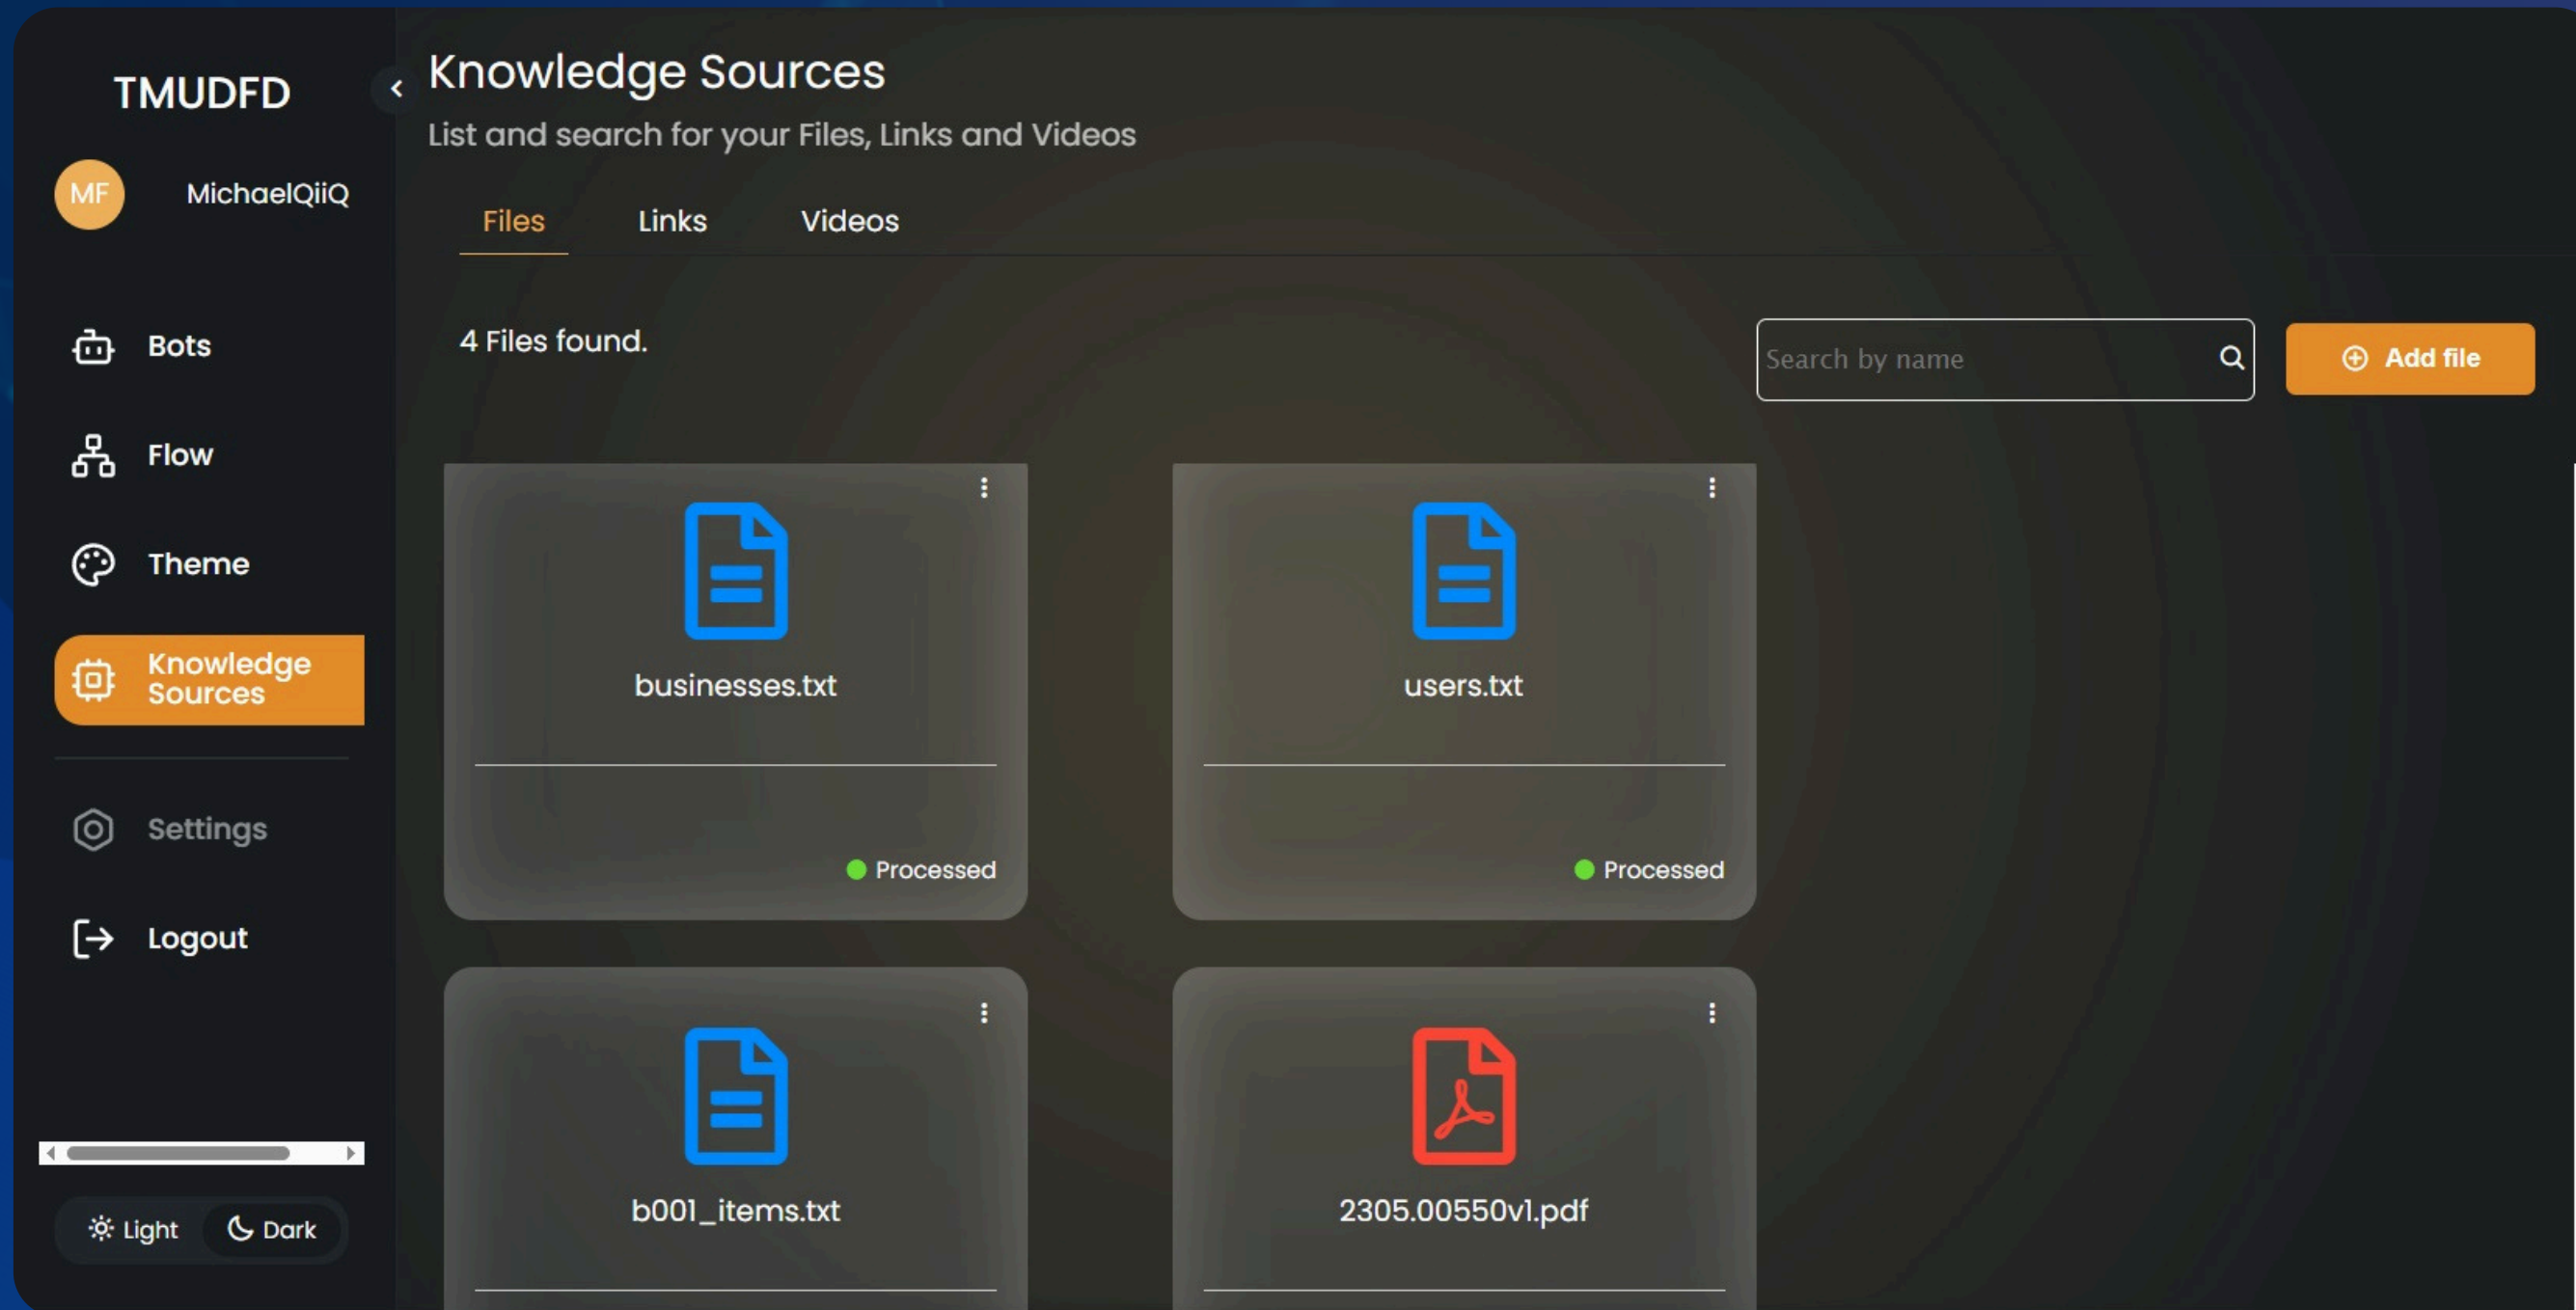 TMUDFD
MF
MichaelQiiQ
Bots
Flow
Theme
Knowledge
Sources
Settings
Logout
Light
Dark
Knowledge Sources
List and search for your Files, Links and Videos
Files
Links
Videos
4 Files found.
Search by name
Add file
businesses.txt
Processed
users.txt
Processed
b001_items.txt
2305.00550v1.pdf